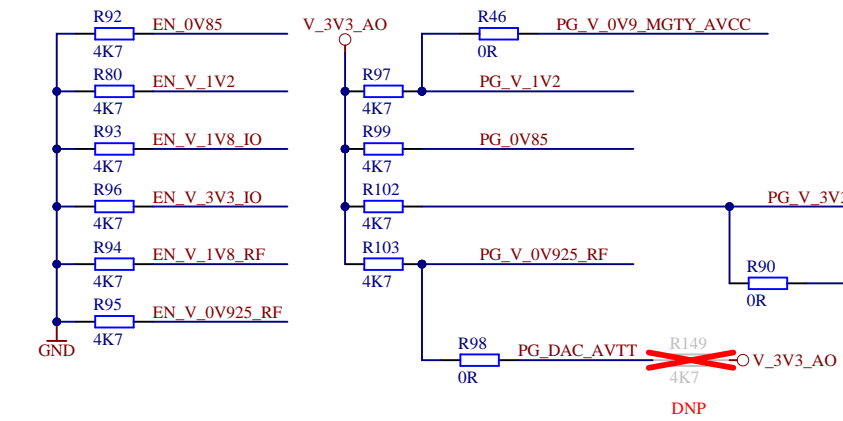 R92
EN_0V85
4K7
R80
EN_V_1V2
4K7
R93
EN_V_1V8_IO
4K7
R96
EN_V_3V3_IO
4K7
R94
EN_V_1V8_RF
4K7
R95
EN_V_0V925_RF
4K7
GND
V_3V3_AO
R46
PG_V_0V9_MGTY_AVCC
0R
R97
PG_V_1V2
4K7
R99
PG_0V85
4K7
R102
PG_V_3V3
4K7
R103
PG_V_0V925_RF
4K7
R90
0R
R98
PG_DAC_AVTT
0R
R149
4K7
V_3V3_AO
DNP